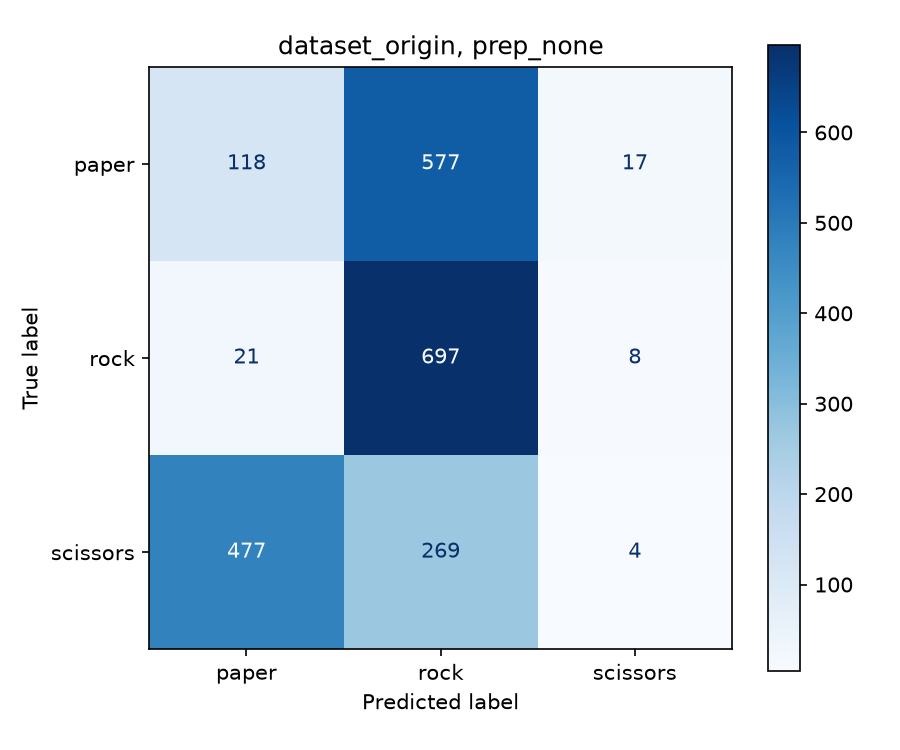 dataset_origin, prep_none
True label
paper 118 577 17
rock 21 697 8
scissors 477 269 4
paper rock scissors
Predicted label
600
500
400
300
200
100